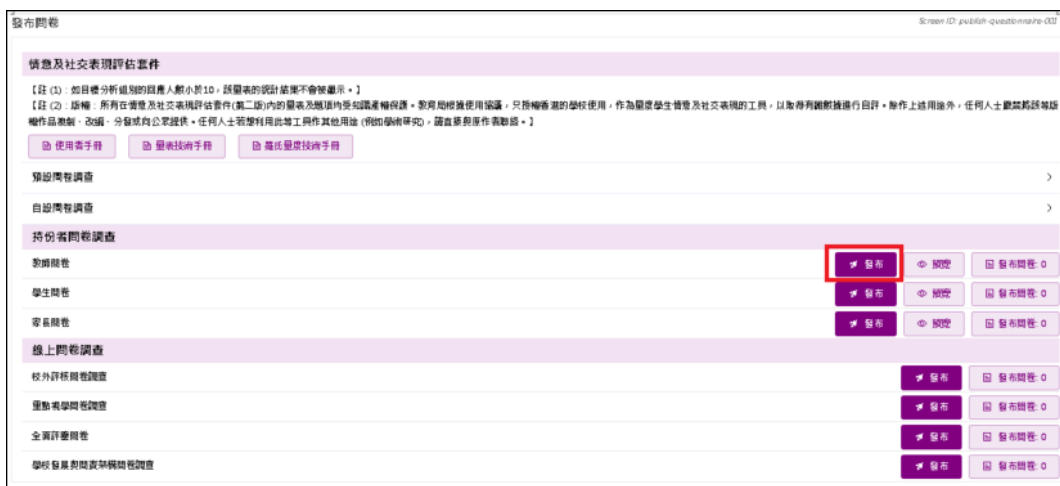 發布問卷
Screen ID: publish-questionnaire-001
情意及社交表現評估套件
【註 (1)：如目標分析組別的回應人數小於10，該量表的統計結果不會被顯示。】
【註 (2)：版權：所有在情意及社交表現評估套件(第二版)內的量表及題項均受知識產權保護。教育局根據使用協議，只授權香港的學校使用，作為量度學生情意及社交表現的工具，以取得有關數據進行自評。除作上述用途外，任何人士嚴禁將該等版
權作品複製、改編、分發或向公眾提供。任何人士若想利用此等工具作其他用途 (例如學術研究)，請直接與原作者聯絡。】
使用者手冊 量表技術手冊 羅氏量度技術手冊
預設問卷調查
自設問卷調查
持份者問卷調查
教師問卷 發布 預覽 發布問卷: 0
學生問卷 發布 預覽 發布問卷: 0
家長問卷 發布 預覽 發布問卷: 0
線上問卷調查
校外評核問卷調查 發布 發布問卷: 0
重點視學問卷調查 發布 發布問卷: 0
全面評審問卷 發布 發布問卷: 0
學校發展與問責架構問卷調查 發布 發布問卷: 0